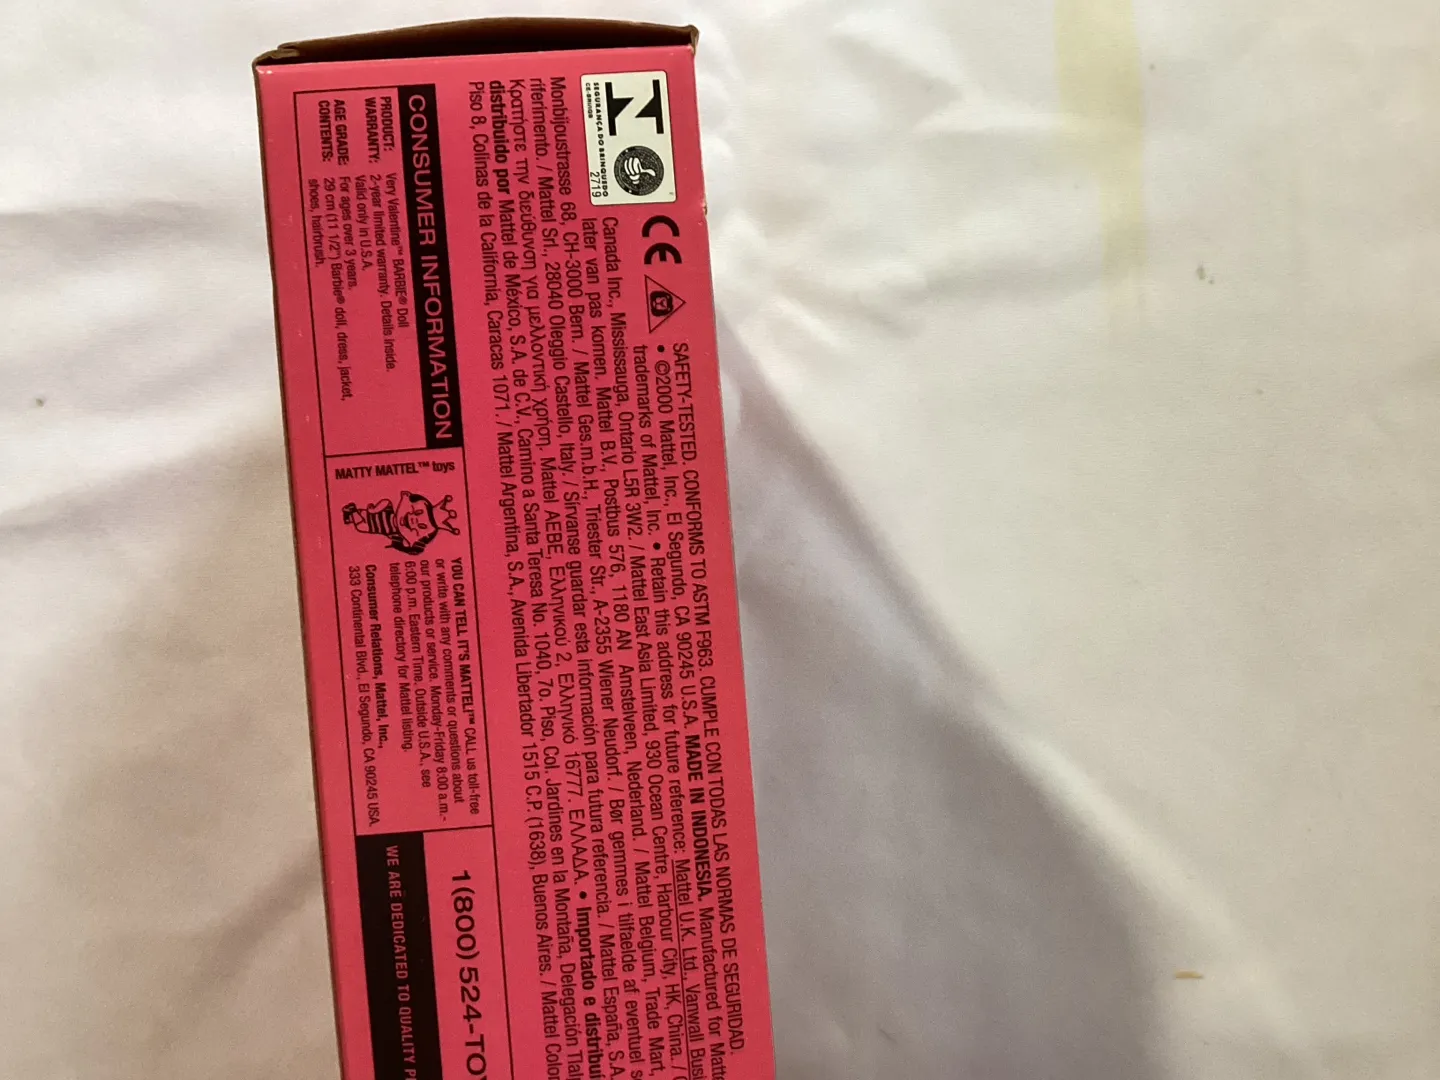 SEGURANÇA DO BRINQUEDO
2719
CE
SAFETY-TESTED. CONFORMS TO ASTM F963. CUMPLE CON TODAS LAS NORMAS DE SEGURIDAD.
• ©2000 Mattel, Inc., El Segundo, CA 90245 U.S.A. MADE IN INDONESIA. Manufactured for
trademarks of Mattel, Inc. • Retain this address for future reference: Mattel U.K. Ltd., Vanwall
Canada Inc., Mississauga, Ontario L5R 3W2. / Mattel East Asia Limited, 930 Ocean Centre, Harbour City, HK, China. /
later van pas komen. Mattel B.V., Postbus 576, 1180 AN Amstelveen, Nederland. / Mattel Belgium, Trade Mart,
Monbijoustrasse 68, CH-3000 Bern. / Mattel Ges.m.b.H., Triester Str., A-2355 Wiener Neudorf. / Bør gemmes i tilfælde af eventuel
riferimento. / Mattel Srl., 28040 Oleggio Castello, Italy. / Sírvanse guardar esta información para futura referencia. / Mattel España, S.A.
Κρατήστε την διεύθυνση για μελλοντική χρήση. Mattel AEBE, Ελληνικού 2, Ελληνικό 16777. ΕΛΛΑΔΑ. • Importado e
distribuido por Mattel de México, S.A. de C.V., Camino a Santa Teresa No. 1040, 7o. Piso, Col. Jardines en la Montaña, Delegación
Piso 8, Colinas de la California, Caracas 1071. / Mattel Argentina, S.A., Avenida Libertador 1515 C.P. (1638), Buenos Aires. / Mattel
CONSUMER INFORMATION
PRODUCT: Very Valentine™ BARBIE® Doll
WARRANTY: 2-year limited warranty. Details inside.
Valid only in U.S.A.
AGE GRADE: For ages over 3 years.
CONTENTS: 29 cm (11 1/2") Barbie® doll, dress, jacket,
shoes, hairbrush.
MATTY MATTEL™ toys
YOU CAN TELL IT'S MATTEL!™ CALL us toll-free
or write with any comments or questions about
our products or service. Monday-Friday 8:00 a.m.-
6:00 p.m. Eastern Time. Outside U.S.A., see
telephone directory for Mattel listing.
Consumer Relations, Mattel, Inc.,
333 Continental Blvd., El Segundo, CA 90245 USA.
1(800) 524-TO
WE ARE DEDICATED TO QUALITY